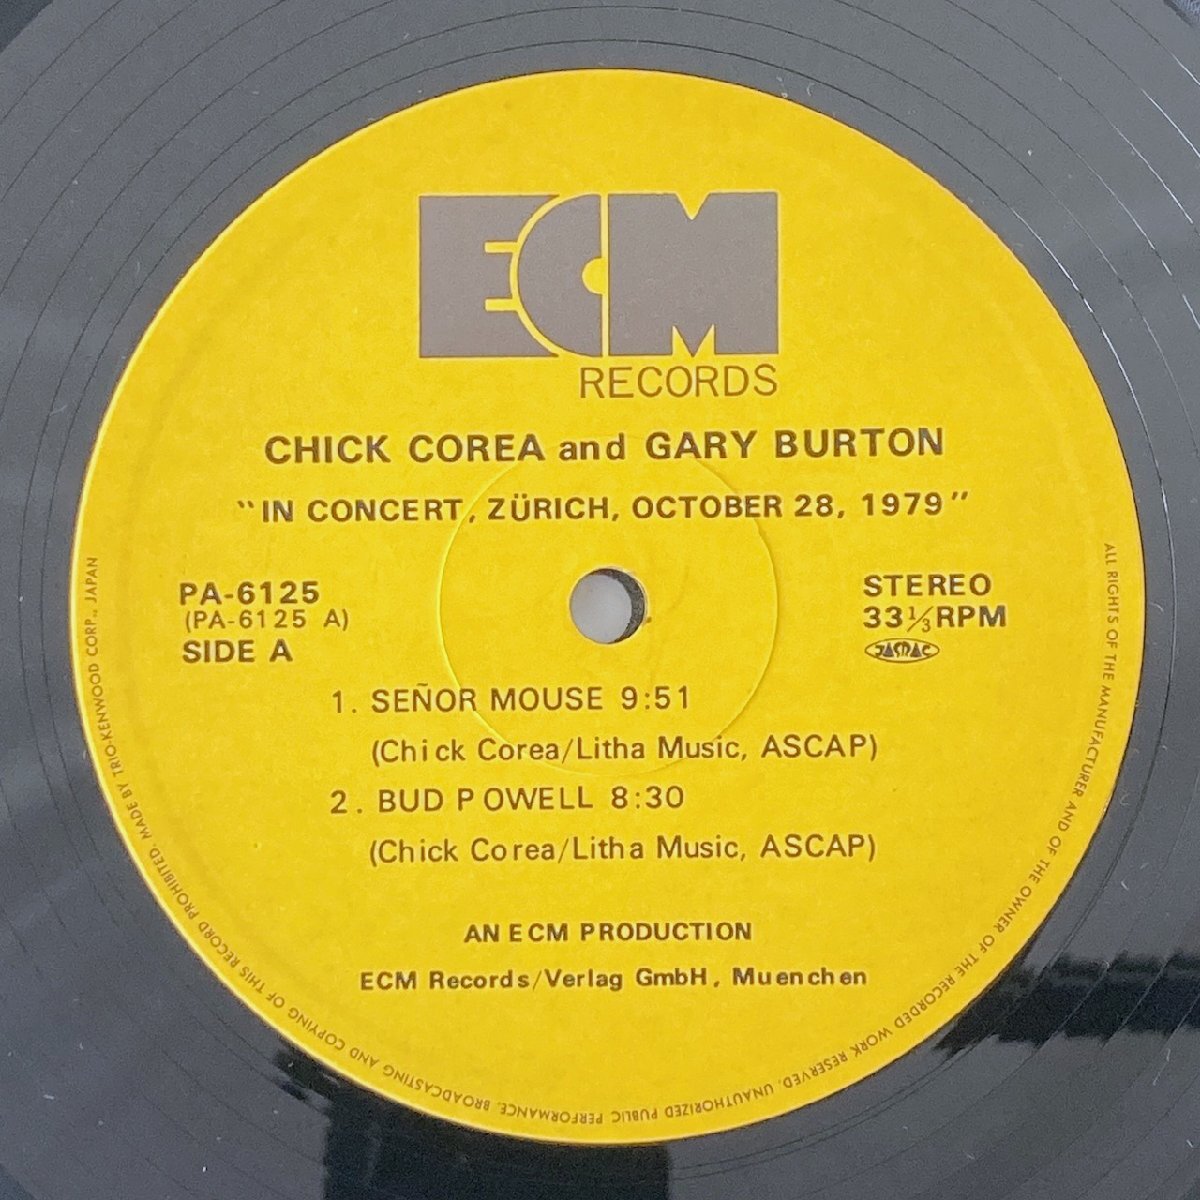 ECM
RECORDS
CHICK COREA and GARY BURTON
"IN CONCERT, ZÜRICH, OCTOBER 28, 1979"
PA-6125
(PA-6125 A)
SIDE A
STEREO
33 1/3 RPM
JASRAC
1. SEÑOR MOUSE 9:51
(Chick Corea/Litha Music, ASCAP)
2. BUD POWELL 8:30
(Chick Corea/Litha Music, ASCAP)
AN ECM PRODUCTION
ECM Records/Verlag GmbH, Muenchen
ALL RIGHTS OF THE MANUFACTURER AND OF THE OWNER OF THE RECORDED WORK RESERVED. UNAUTHORIZED PUBLIC PERFORMANCE, BROADCASTING AND COPYING OF THIS RECORD PROHIBITED. MADE BY TRIO-KENWOOD CORP., JAPAN